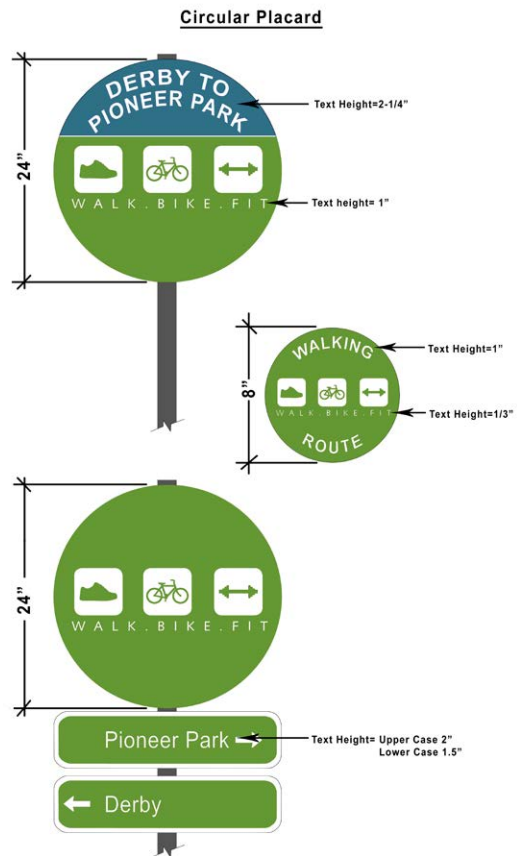 Circular Placard
DERBY TO
PIONEER PARK
Text Height=2-1/4”
24”
WALK.BIKE.FIT
Text height= 1”
WALKING
Text Height=1”
8”
WALK.BIKE.FIT
Text Height=1/3”
ROUTE
24”
WALK.BIKE.FIT
Pioneer Park
Text Height= Upper Case 2”
Lower Case 1.5”
Derby